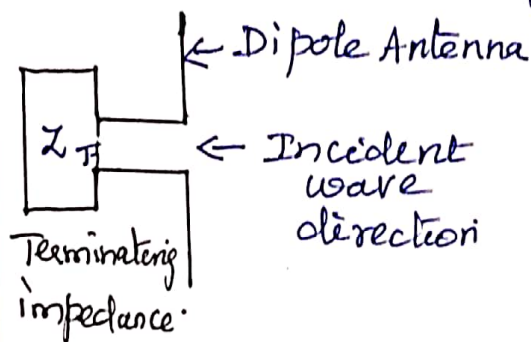 ← Dipole Antenna
Z_T
← Incident
wave
direction
Terminating
impedance.